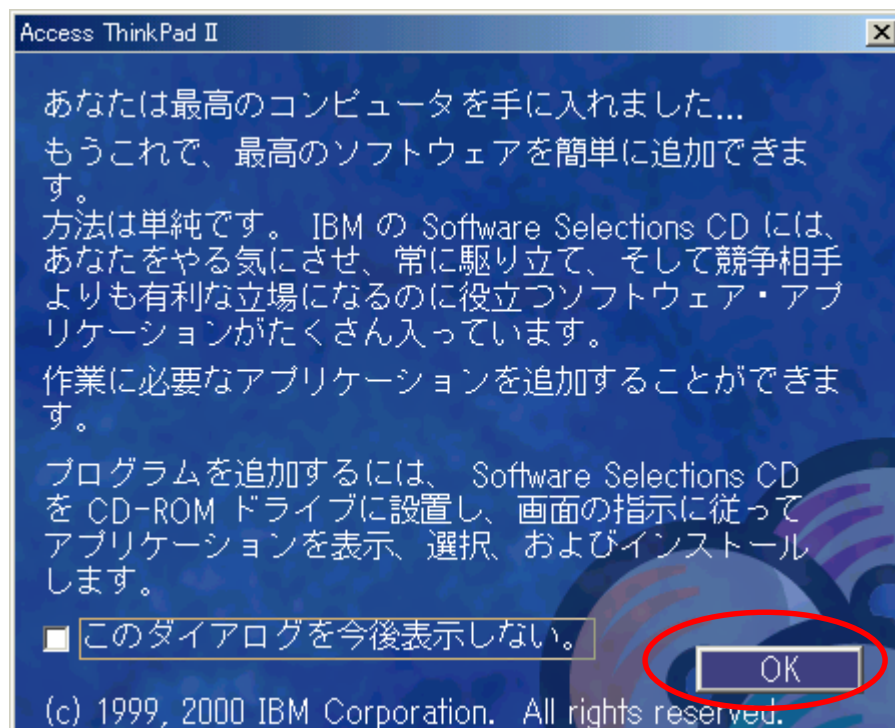 Access ThinkPad II
あなたは最高のコンピュータを手に入れました...
もうこれで、最高のソフトウェアを簡単に追加できま
す。
方法は単純です。 IBM の Software Selections CD には、
あなたをやる気にさせ、常に駆り立て、そして競争相手
よりも有利な立場になるのに役立つソフトウェア・アプ
リケーションがたくさん入っています。
作業に必要なアプリケーションを追加することができま
す。
プログラムを追加するには、 Software Selections CD
を CD-ROM ドライブに設置し、画面の指示に従って
アプリケーションを表示、選択、およびインストール
します。
このダイアログを今後表示しない。
OK
(c) 1999, 2000 IBM Corporation. All rights reserved.